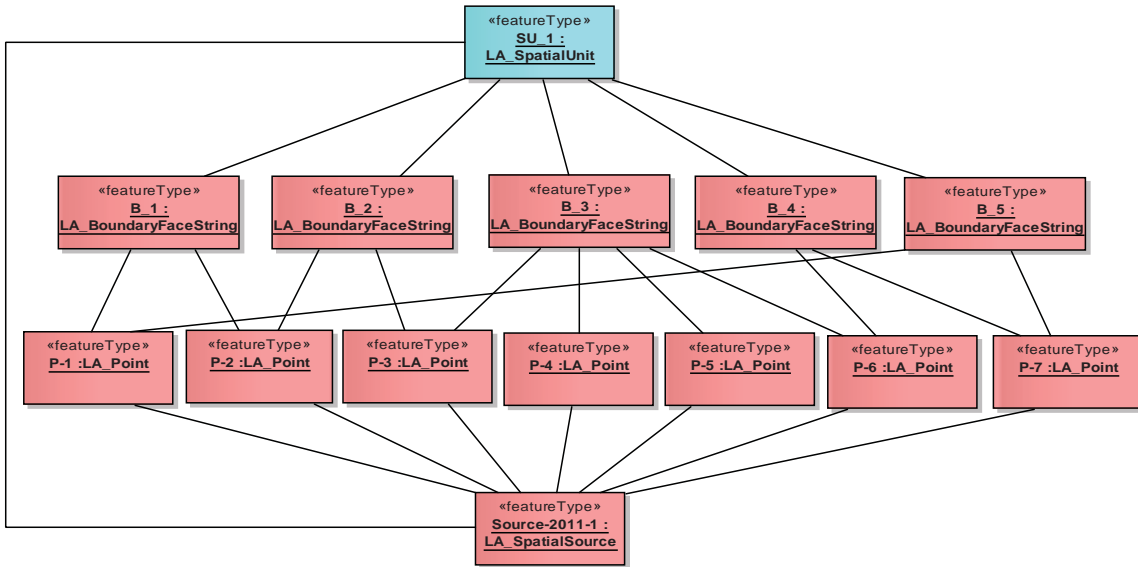 «featureType»
SU_1 :
LA_SpatialUnit
«featureType»
B_1 :
LA_BoundaryFaceString
«featureType»
B_2 :
LA_BoundaryFaceString
«featureType»
B_3 :
LA_BoundaryFaceString
«featureType»
B_4 :
LA_BoundaryFaceString
«featureType»
B_5 :
LA_BoundaryFaceString
«featureType»
P-1 :LA_Point
«featureType»
P-2 :LA_Point
«featureType»
P-3 :LA_Point
«featureType»
P-4 :LA_Point
«featureType»
P-5 :LA_Point
«featureType»
P-6 :LA_Point
«featureType»
P-7 :LA_Point
«featureType»
Source-2011-1 :
LA_SpatialSource